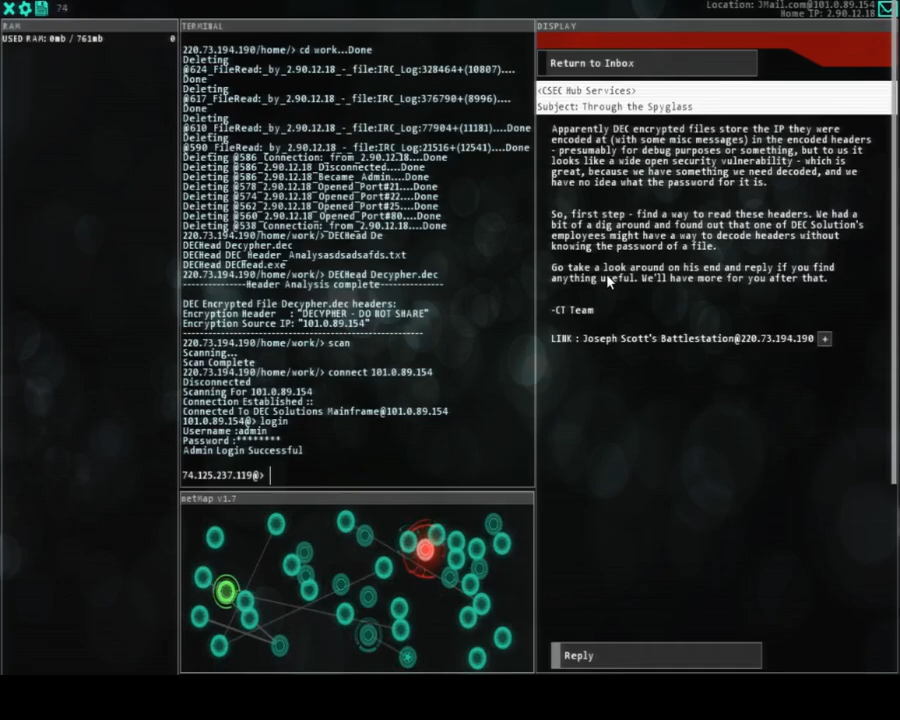 74
Location: JMail.com@101.0.89.154
Home IP: 2.90.12.18
RAM
USED RAM: 0mb / 761mb 0
TERMINAL
220.73.194.190/home/> cd work...Done
Deleting
@624_FileRead:_by_2.90.12.18_-_file:IRC_Log:328464+(10807)....
Done
Deleting
@617_FileRead:_by_2.90.12.18_-_file:IRC_Log:376790+(8996)....
Done
Deleting
@610_FileRead:_by_2.90.12.18_-_file:IRC_Log:77904+(11181)....Done
Deleting
@590_FileRead:_by_2.90.12.18_-_file:IRC_Log:21516+(12541)....Done
Deleting @586_Connection:_from_2.90.12.18....Done
Deleting @586_2.90.12.18_Disconnected....Done
Deleting @586_2.90.12.18_Became_Admin....Done
Deleting @578_2.90.12.18_Opened_Port#21....Done
Deleting @574_2.90.12.18_Opened_Port#22....Done
Deleting @562_2.90.12.18_Opened_Port#25....Done
Deleting @560_2.90.12.18_Opened_Port#80....Done
Deleting @538_Connection:_from_2.90.12.18....Done
220.73.194.190/home/work/> DECHead De
DECHead Decypher.dec
DECHead DEC_Header_Analysasdsadsafds.txt
DECHead DECHead.exe
220.73.194.190/home/work/> DECHead Decypher.dec
---------------Header Analysis complete---------------
DEC Encrypted File Decypher.dec headers:
Encryption Header : "DECYPHER - DO NOT SHARE"
Encryption Source IP: "101.0.89.154"
220.73.194.190/home/work/> scan
Scanning...
Scan Complete
220.73.194.190/home/work/> connect 101.0.89.154
Disconnected
Scanning For 101.0.89.154
Connection Established ::
Connected To DEC Solutions Mainframe@101.0.89.154
101.0.89.154@> login
Username :admin
Password :********
Admin Login Successful
74.125.237.119@>
netMap v1.7
DISPLAY
Return to Inbox
<CSEC Hub Services>
Subject: Through the Spyglass
Apparently DEC encrypted files store the IP they were
encoded at (with some misc messages) in the encoded headers
- presumably for debug purposes or something, but to us it
looks like a wide open security vulnerability - which is
great, because we have something we need decoded, and we
have no idea what the password for it is.
So, first step - find a way to read these headers. We had a
bit of a dig around and found out that one of DEC Solution's
employees might have a way to decode headers without
knowing the password of a file.
Go take a look around on his end and reply if you find
anything useful. We'll have more for you after that.
-CT Team
LINK : Joseph Scott's Battlestation@220.73.194.190 +
Reply